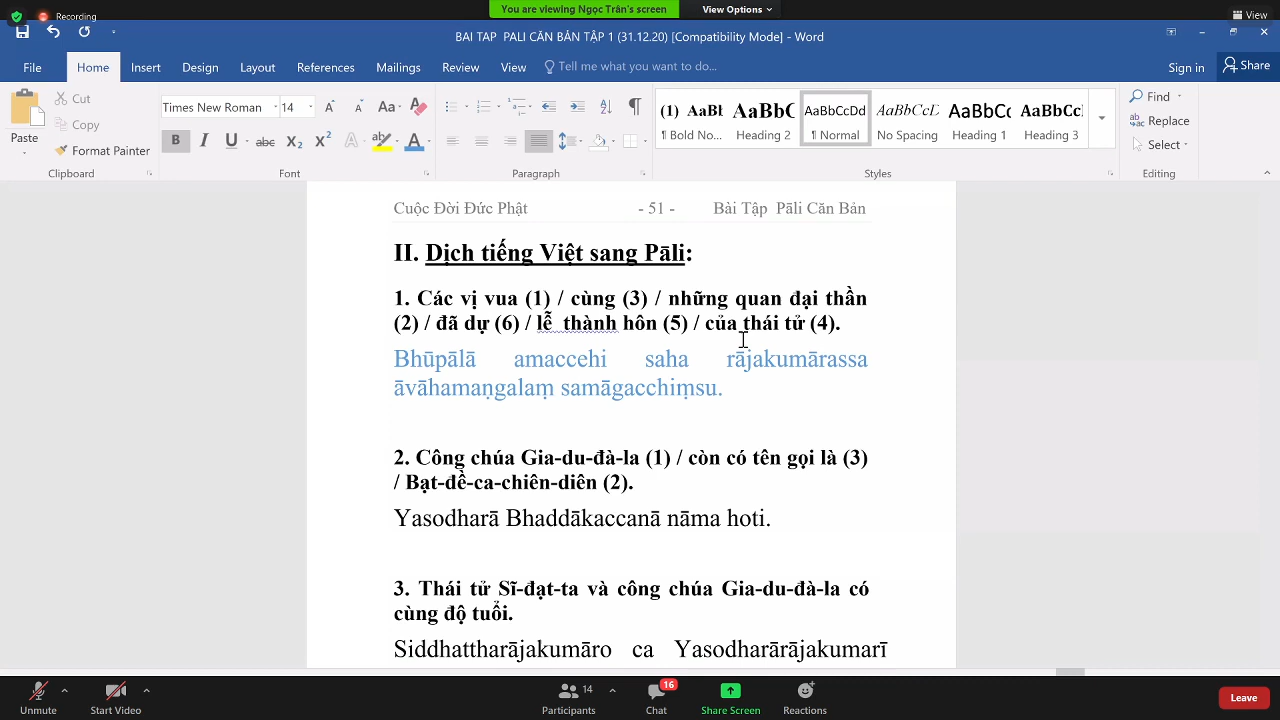 Recording
You are viewing Ngọc Trân's screen
View Options
View
BAI TAP PALI CĂN BẢN TẬP 1 (31.12.20) [Compatibility Mode] - Word
File Home Insert Design Layout References Mailings Review View Tell me what you want to do... Sign in Share
Paste
Cut
Copy
Format Painter
Clipboard
Times New Roman 14
Font
Paragraph
(1) AaBl AaBbC AaBbCcDd AaBbCcL AaBbCc AaBbCc
¶ Bold No... Heading 2 ¶ Normal No Spacing Heading 1 Heading 3
Styles
Find
Replace
Select
Editing
Cuộc Đời Đức Phật - 51 - Bài Tập Pāli Căn Bản
II. Dịch tiếng Việt sang Pāli:
1. Các vị vua (1) / cùng (3) / những quan đại thần
(2) / đã dự (6) / lễ thành hôn (5) / của thái tử (4).
Bhūpālā amaccehi saha rājakumārassa
āvāhamaṇgalaṃ samāgacchiṃsu.
2. Công chúa Gia-du-đà-la (1) / còn có tên gọi là (3)
/ Bạt-đề-ca-chiên-diên (2).
Yasodharā Bhaddākaccanā nāma hoti.
3. Thái tử Sĩ-đạt-ta và công chúa Gia-du-đà-la có
cùng độ tuổi.
Siddhattharājakumāro ca Yasodharārājakumarī
Unmute
Start Video
14
Participants
16
Chat
Share Screen
Reactions
Leave